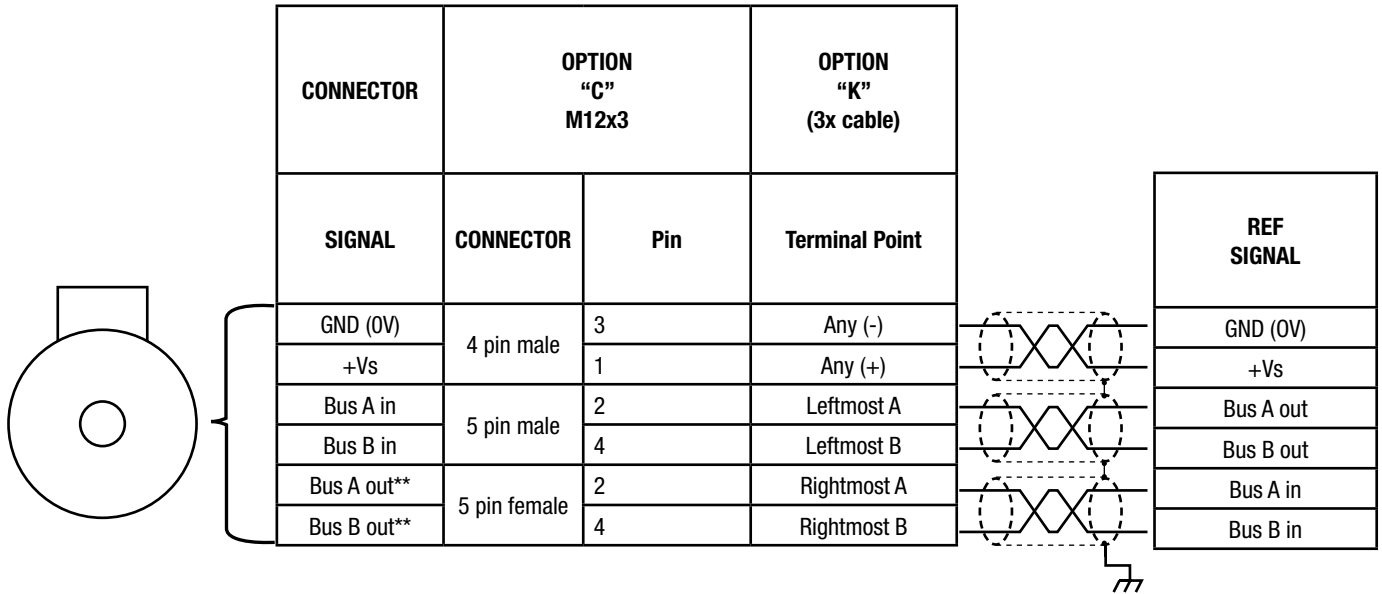 CONNECTOR
OPTION
“C”
M12x3
OPTION
“K”
(3x cable)
SIGNAL
CONNECTOR
Pin
Terminal Point
REF
SIGNAL
GND (0V)
4 pin male
3
Any (-)
GND (0V)
+Vs
1
Any (+)
+Vs
Bus A in
5 pin male
2
Leftmost A
Bus A out
Bus B in
4
Leftmost B
Bus B out
Bus A out**
5 pin female
2
Rightmost A
Bus A in
Bus B out**
4
Rightmost B
Bus B in